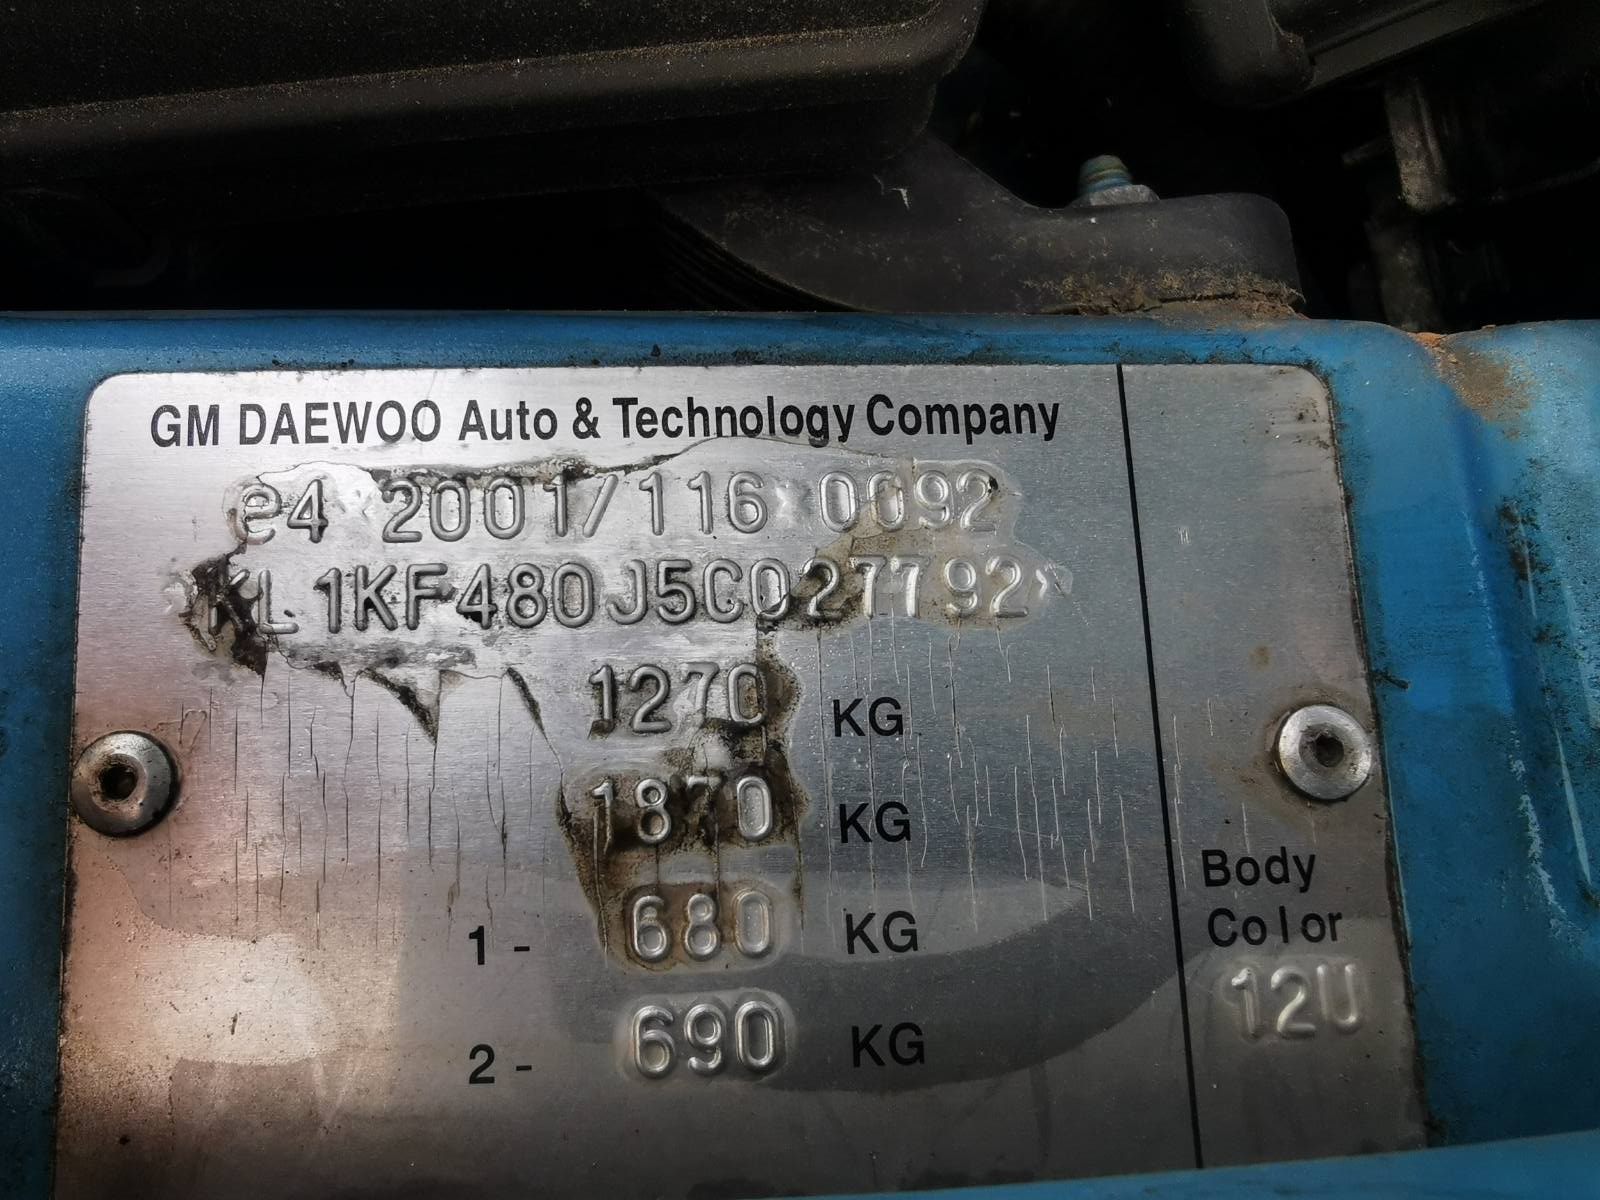 GM DAEWOO Auto & Technology Company
e4*2001/116*0092
KL1KF480J5C027792*
1270 KG
1870 KG
1- 680 KG
2- 690 KG
Body
Color
12U